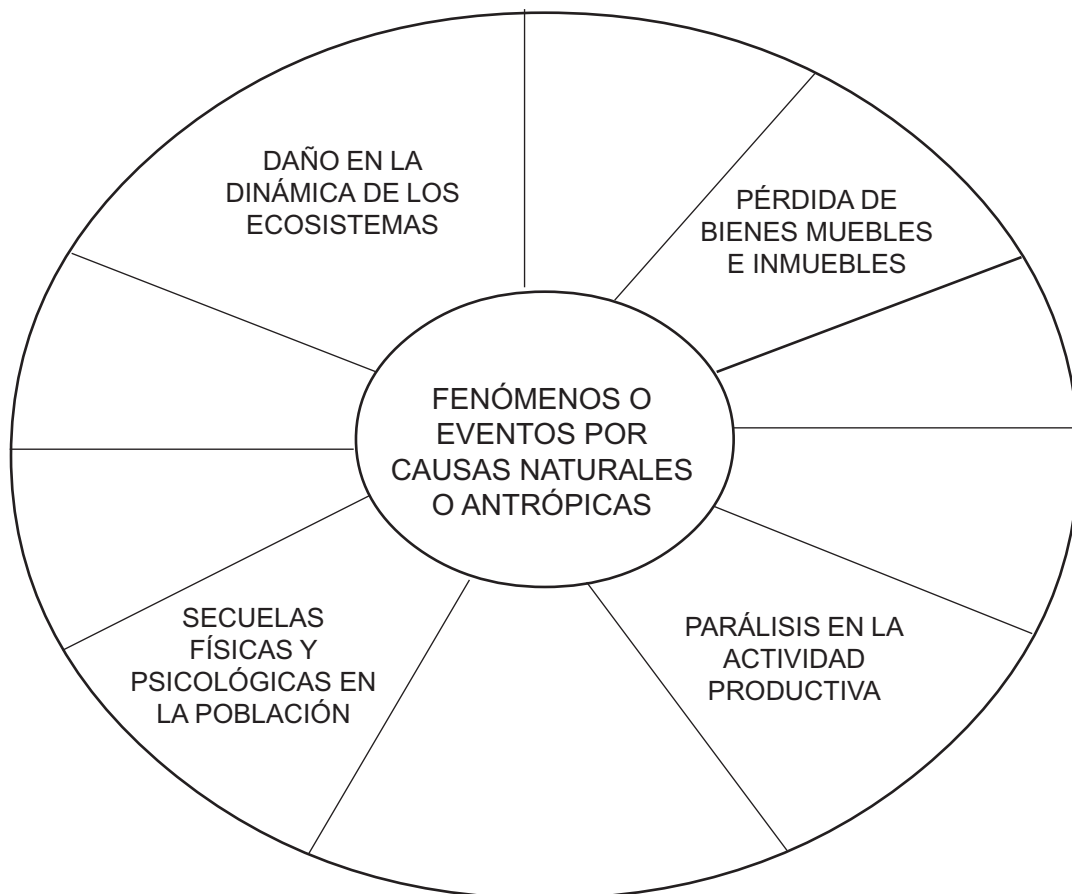 DAÑO EN LA
DINÁMICA DE LOS
ECOSISTEMAS
PÉRDIDA DE
BIENES MUEBLES
E INMUEBLES
FENÓMENOS O
EVENTOS POR
CAUSAS NATURALES
O ANTRÓPICAS
SECUELAS
FÍSICAS Y
PSICOLÓGICAS EN
LA POBLACIÓN
PARÁLISIS EN LA
ACTIVIDAD
PRODUCTIVA